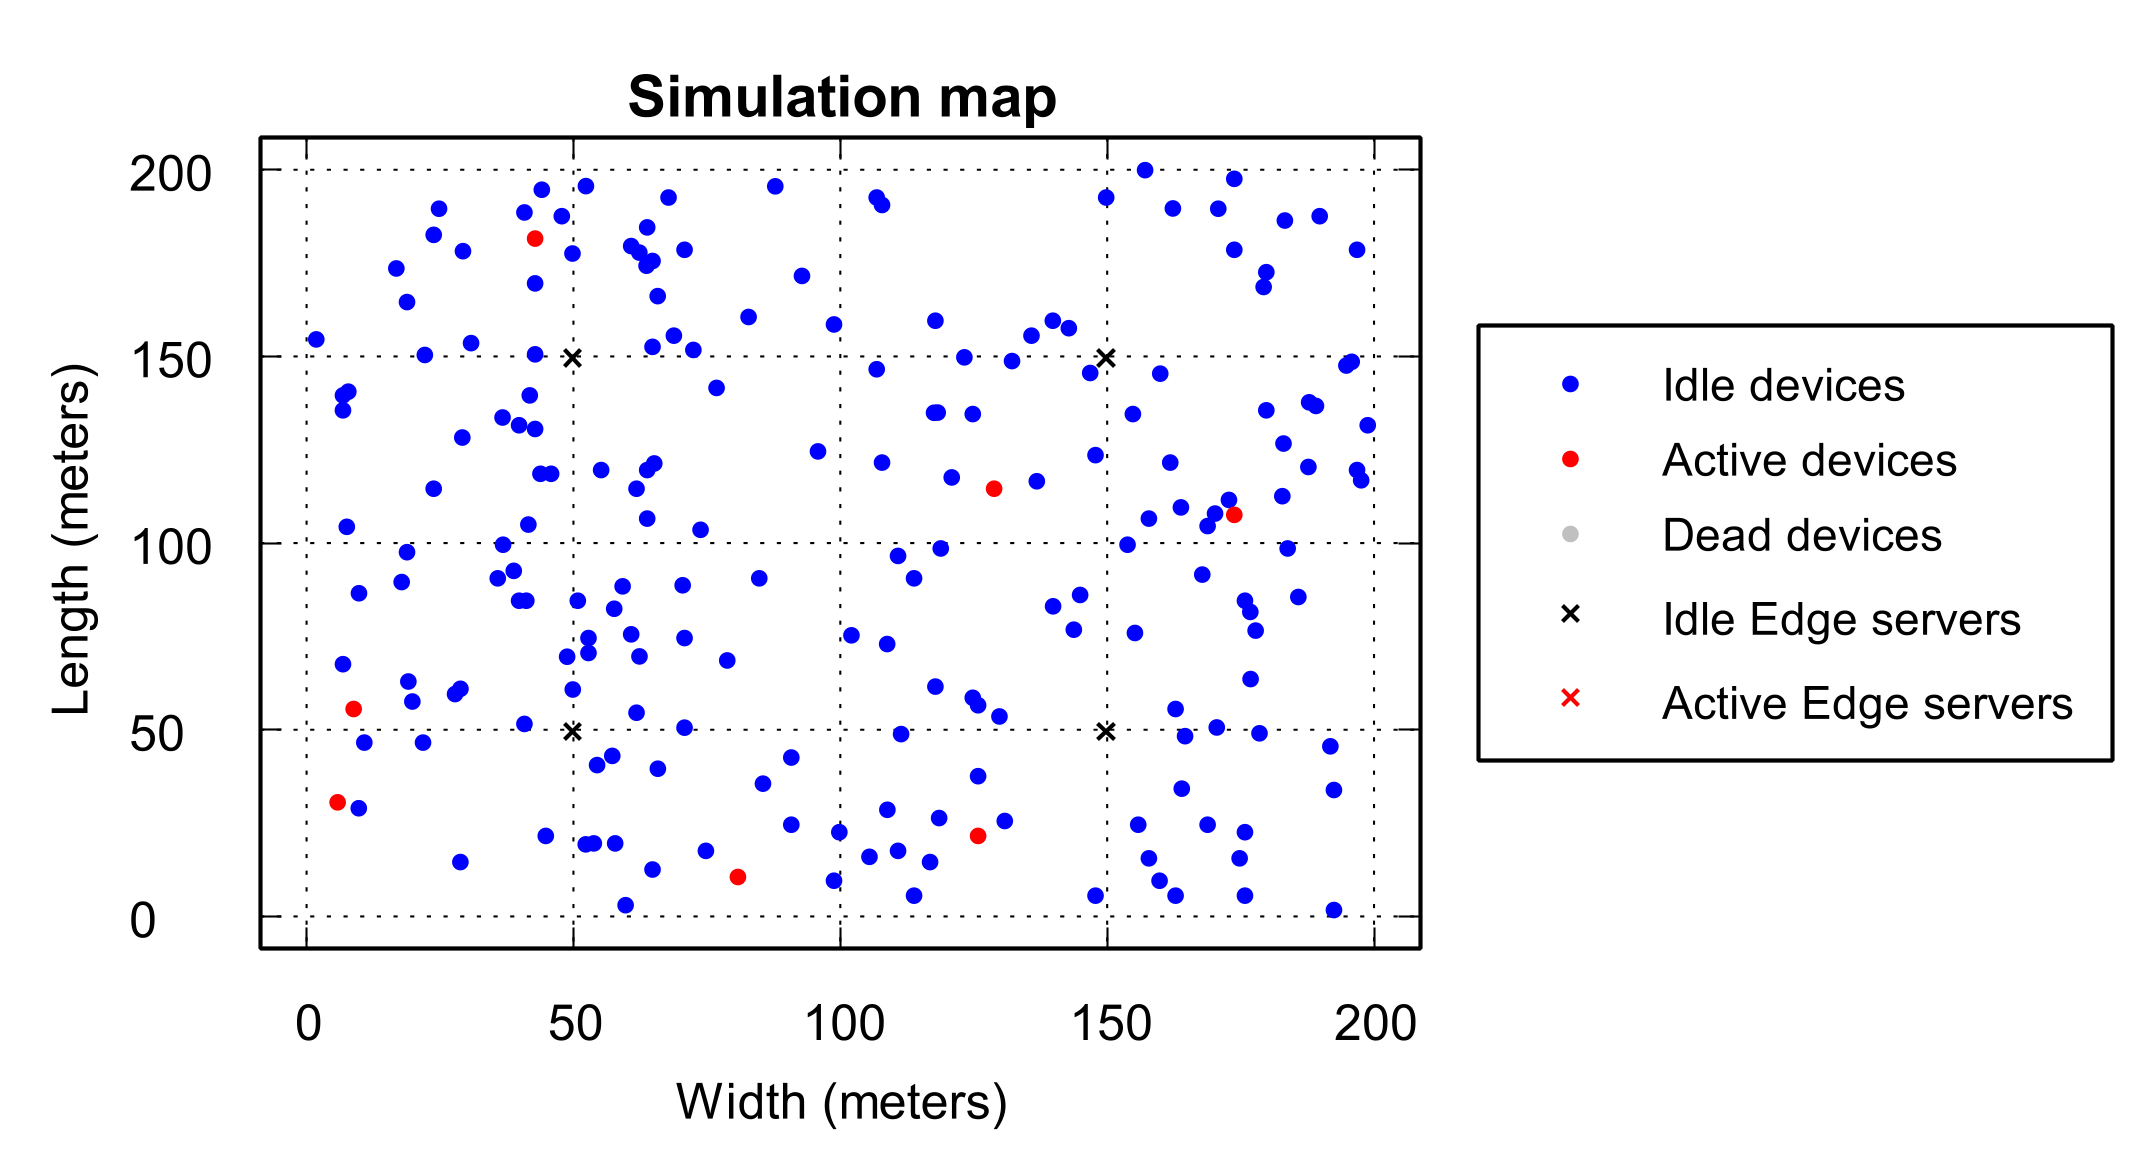 Simulation map
200
150
100
50
0
Length (meters)
0 50 100 150 200
Width (meters)
Idle devices
Active devices
Dead devices
Idle Edge servers
Active Edge servers